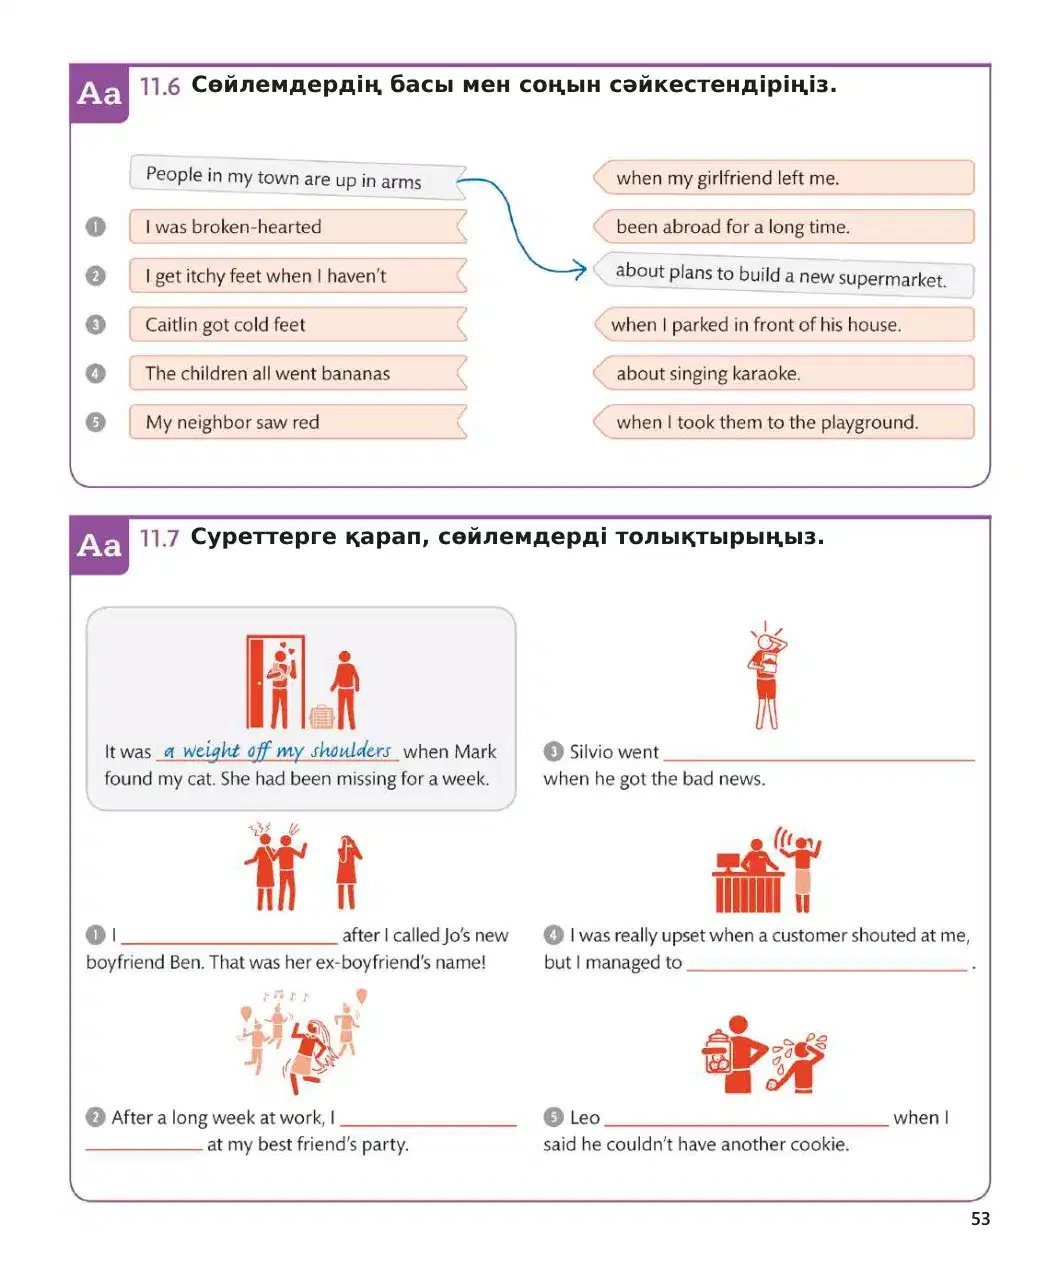 Aa 11.6 Сөйлемдердің басы мен соңын сәйкестендіріңіз.
People in my town are up in arms
when my girlfriend left me.
1 I was broken-hearted
been abroad for a long time.
2 I get itchy feet when I haven't
about plans to build a new supermarket.
3 Caitlin got cold feet
when I parked in front of his house.
4 The children all went bananas
about singing karaoke.
5 My neighbor saw red
when I took them to the playground.
Aa 11.7 Суреттерге қарап, сөйлемдерді толықтырыңыз.
It was a weight off my shoulders when Mark
found my cat. She had been missing for a week.
3 Silvio went
when he got the bad news.
1 I after I called Jo's new
boyfriend Ben. That was her ex-boyfriend's name!
4 I was really upset when a customer shouted at me,
but I managed to .
2 After a long week at work, I
at my best friend's party.
5 Leo when I
said he couldn't have another cookie.
53